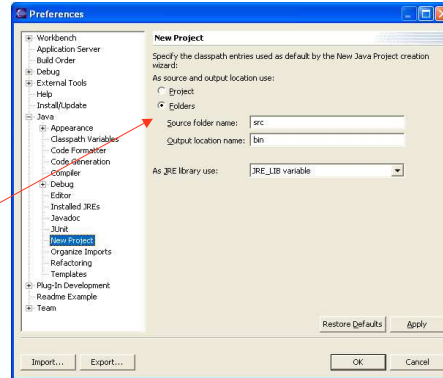 Preferences
Workbench
Application Server
Build Order
Debug
External Tools
Help
Install/Update
Java
Appearance
Classpath Variables
Code Formatter
Code Generation
Compiler
Debug
Editor
Installed JREs
Javadoc
JUnit
New Project
Organize Imports
Refactoring
Templates
Plug-In Development
Readme Example
Team
New Project
Specify the classpath entries used as default by the New Java Project creation
wizard:
As source and output location use:
Project
Folders
Source folder name: src
Output location name: bin
As JRE library use: JRE_LIB variable
Restore Defaults Apply
Import... Export... OK Cancel